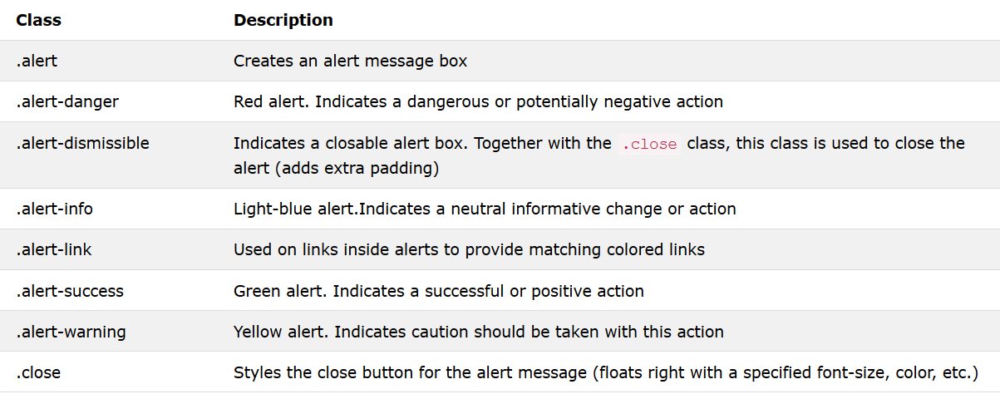 Class Description
.alert Creates an alert message box
.alert-danger Red alert. Indicates a dangerous or potentially negative action
.alert-dismissible Indicates a closable alert box. Together with the .close class, this class is used to close the
alert (adds extra padding)
.alert-info Light-blue alert.Indicates a neutral informative change or action
.alert-link Used on links inside alerts to provide matching colored links
.alert-success Green alert. Indicates a successful or positive action
.alert-warning Yellow alert. Indicates caution should be taken with this action
.close Styles the close button for the alert message (floats right with a specified font-size, color, etc.)